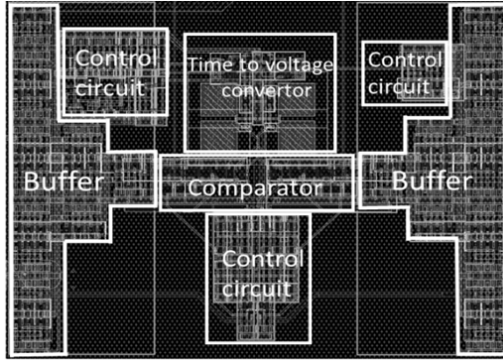 Control
circuit
Time to voltage
convertor
Control
circuit
Buffer
Comparator
Buffer
Control
circuit